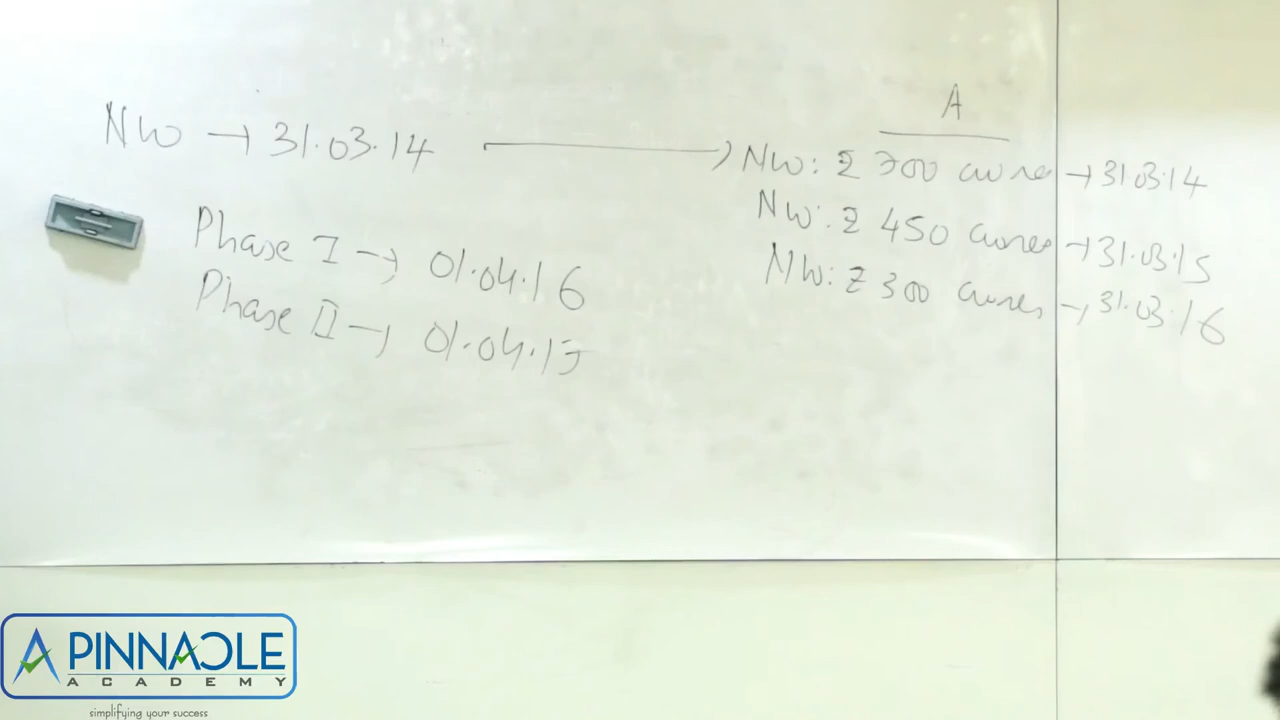 NW → 31.03.14 ⟶
Phase I → 01.04.16
Phase II → 01.04.17
A
NW: ₹ 700 crores → 31.03.14
NW: ₹ 450 crores → 31.03.15
NW: ₹ 300 crores → 31.03.16
PINNACLE
ACADEMY
simplifying your success